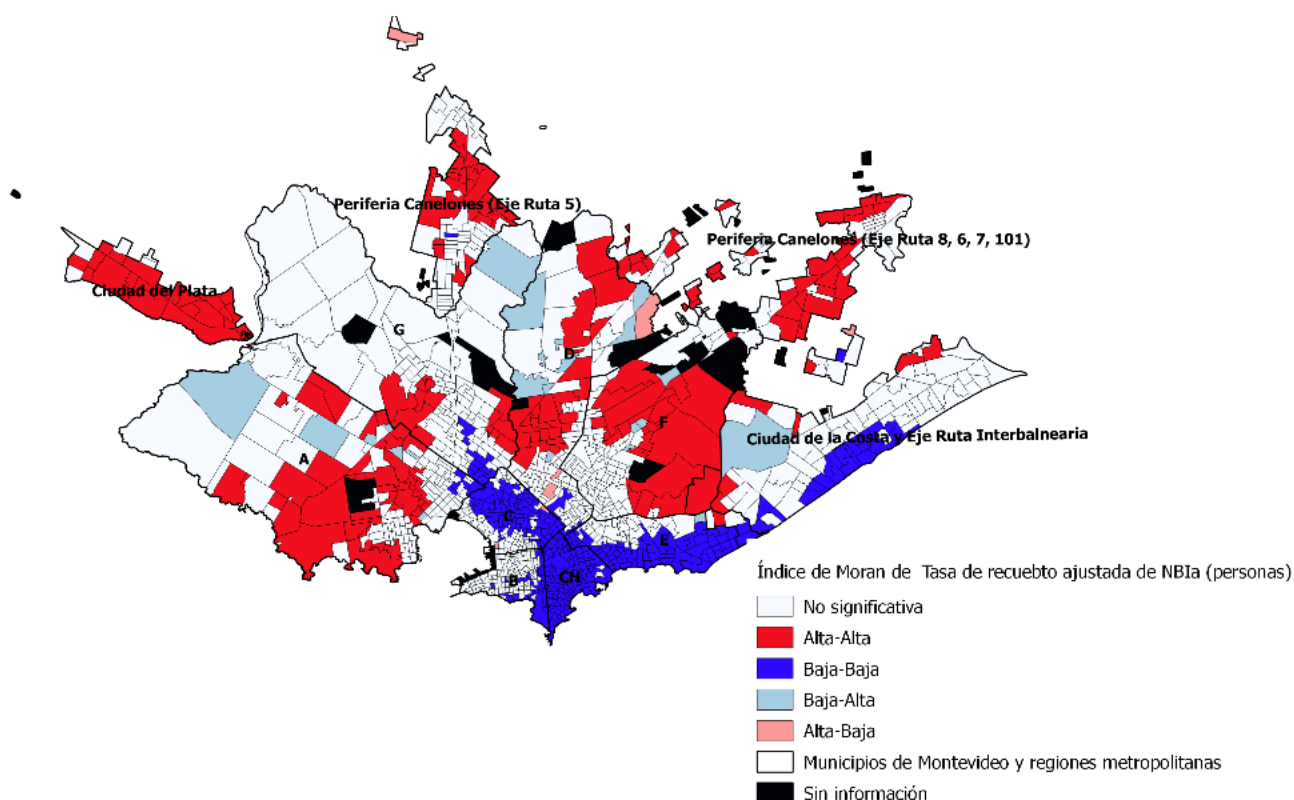 Periferia Canelones (Eje Ruta 5)
Periferia Canelones (Eje Ruta 8, 6, 7, 101)
Ciudad del Plata
G
D
F
Ciudad de la Costa y Eje Ruta Interbalnearia
A
C
E
B
CH
Índice de Moran de Tasa de recuebto ajustada de NBIa (personas)
No significativa
Alta-Alta
Baja-Baja
Baja-Alta
Alta-Baja
Municipios de Montevideo y regiones metropolitanas
Sin información